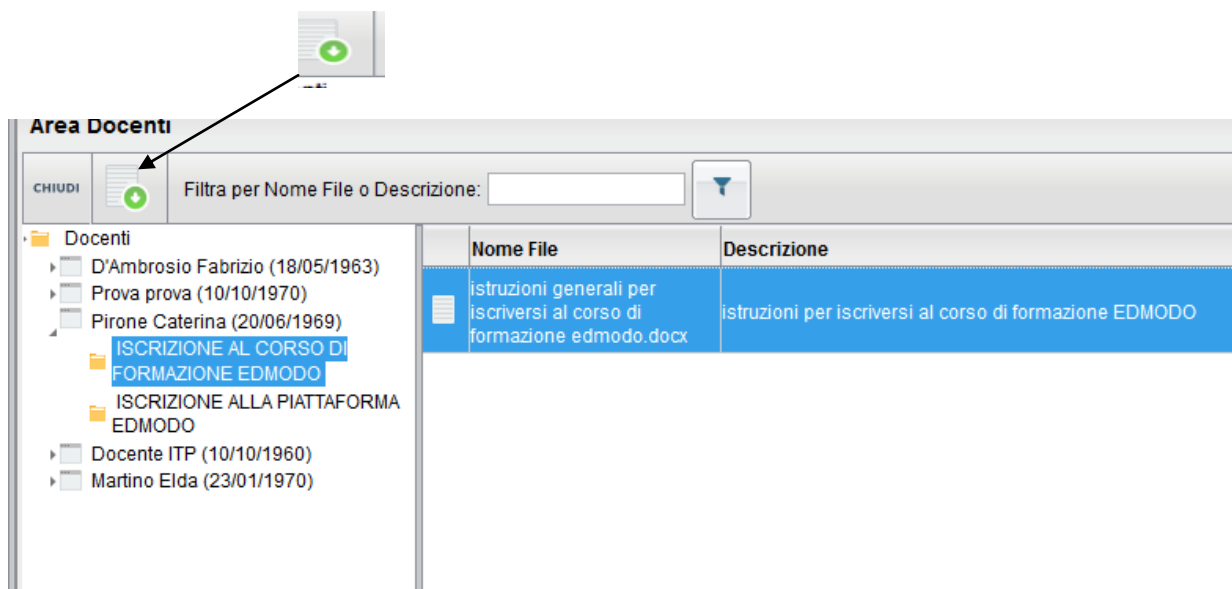 Area Docenti
CHIUDI
Filtra per Nome File o Descrizione:
Docenti
D'Ambrosio Fabrizio (18/05/1963)
Prova prova (10/10/1970)
Pirone Caterina (20/06/1969)
ISCRIZIONE AL CORSO DI
FORMAZIONE EDMODO
ISCRIZIONE ALLA PIATTAFORMA
EDMODO
Docente ITP (10/10/1960)
Martino Elda (23/01/1970)
Nome File
Descrizione
istruzioni generali per
iscriversi al corso di
formazione edmodo.docx
istruzioni per iscriversi al corso di formazione EDMODO